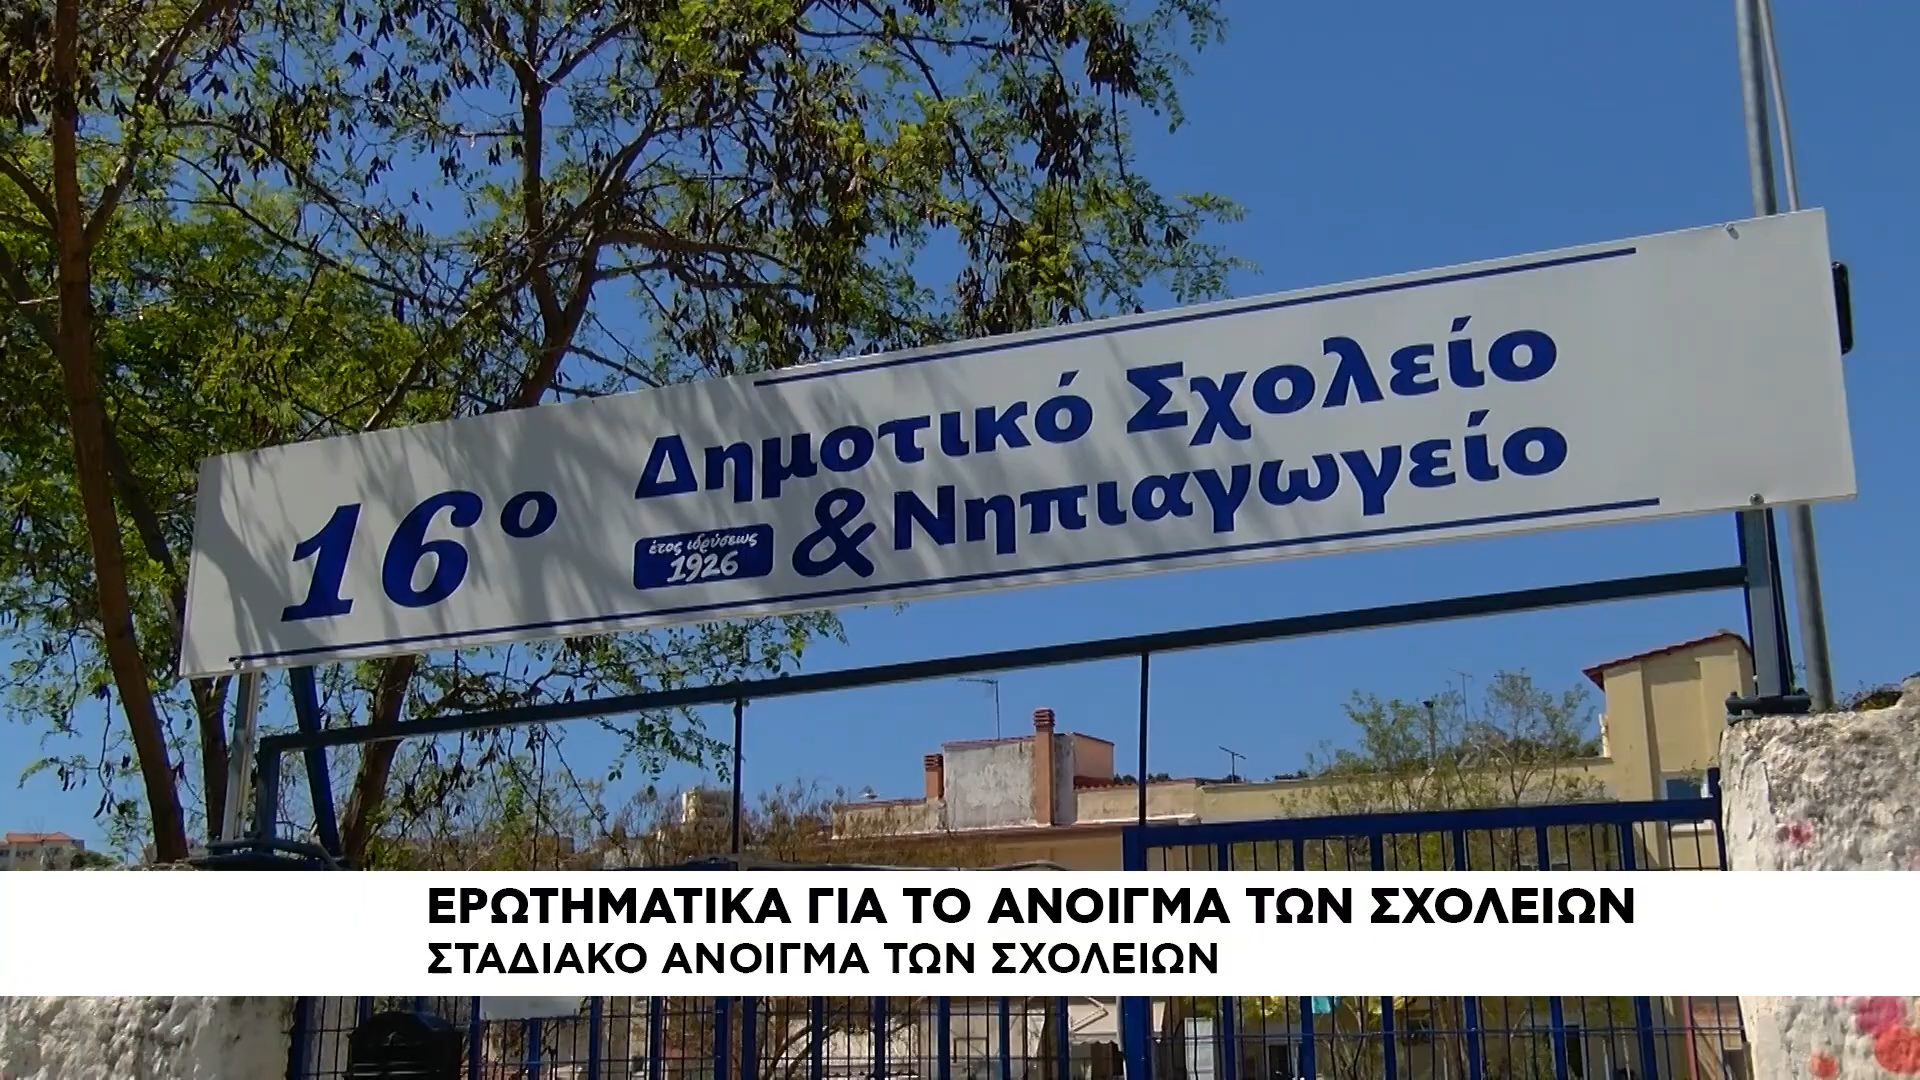 16ο
Δημοτικό Σχολείο
& Νηπιαγωγείο
έτος ιδρύσεως
1926
ΕΡΩΤΗΜΑΤΙΚΑ ΓΙΑ ΤΟ ΑΝΟΙΓΜΑ ΤΩΝ ΣΧΟΛΕΙΩΝ
ΣΤΑΔΙΑΚΟ ΑΝΟΙΓΜΑ ΤΩΝ ΣΧΟΛΕΙΩΝ